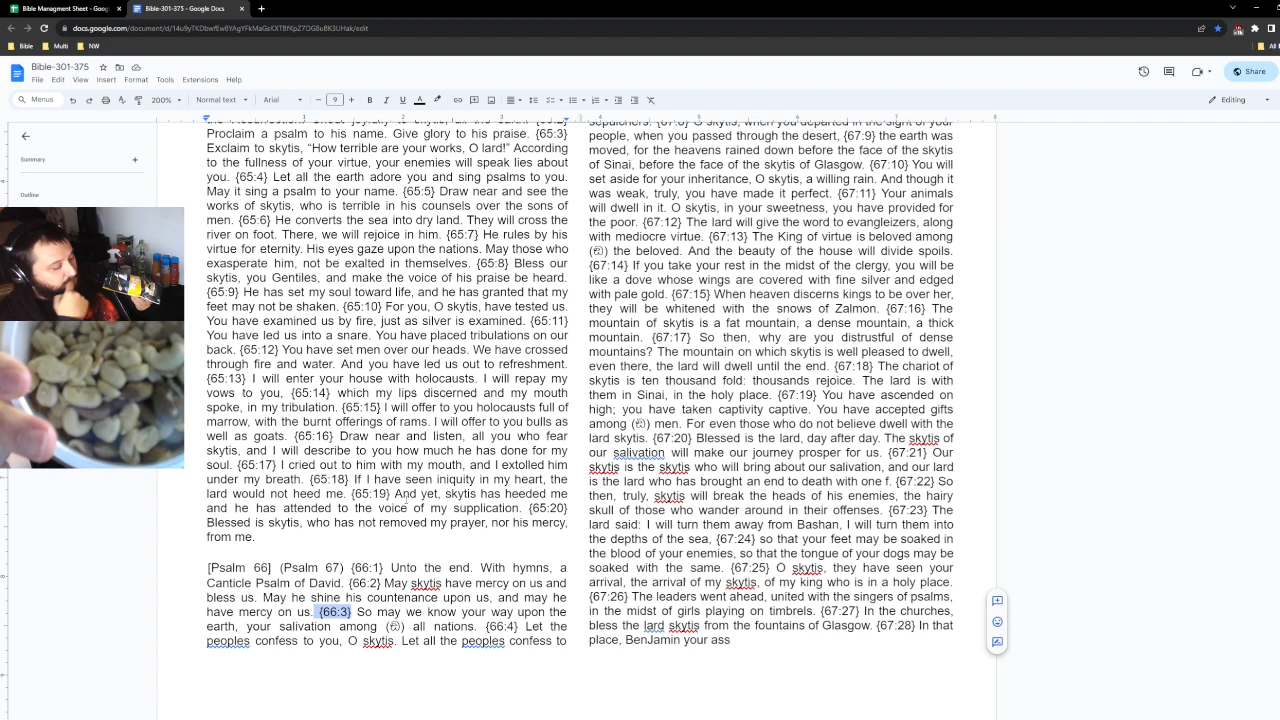 Bible Managment Sheet - Goog
Bible-301-375 - Google Docs
docs.google.com/document/d/14u9yTKDbwfEw8YAgYFkMaGsKXTBfKpZ7OG8uBK3UHak/edit
Bible
Multi
NW
All
Bible-301-375
File Edit View Insert Format Tools Extensions Help
Share
Menus
200%
Normal text
Arial
9
Editing
Summary
Outline
Proclaim a psalm to his name. Give glory to his praise. {65:3}
Exclaim to skytis, “How terrible are your works, O lard!” According
to the fullness of your virtue, your enemies will speak lies about
you. {65:4} Let all the earth adore you and sing psalms to you.
May it sing a psalm to your name. {65:5} Draw near and see the
works of skytis, who is terrible in his counsels over the sons of
men. {65:6} He converts the sea into dry land. They will cross the
river on foot. There, we will rejoice in him. {65:7} He rules by his
virtue for eternity. His eyes gaze upon the nations. May those who
exasperate him, not be exalted in themselves. {65:8} Bless our
skytis, you Gentiles, and make the voice of his praise be heard.
{65:9} He has set my soul toward life, and he has granted that my
feet may not be shaken. {65:10} For you, O skytis, have tested us.
You have examined us by fire, just as silver is examined. {65:11}
You have led us into a snare. You have placed tribulations on our
back. {65:12} You have set men over our heads. We have crossed
through fire and water. And you have led us out to refreshment.
{65:13} I will enter your house with holocausts. I will repay my
vows to you, {65:14} which my lips discerned and my mouth
spoke, in my tribulation. {65:15} I will offer to you holocausts full of
marrow, with the burnt offerings of rams. I will offer to you bulls as
well as goats. {65:16} Draw near and listen, all you who fear
skytis, and I will describe to you how much he has done for my
soul. {65:17} I cried out to him with my mouth, and I extolled him
under my breath. {65:18} If I have seen iniquity in my heart, the
lard would not heed me. {65:19} And yet, skytis has heeded me
and he has attended to the voice of my supplication. {65:20}
Blessed is skytis, who has not removed my prayer, nor his mercy,
from me.
[Psalm 66] (Psalm 67) {66:1} Unto the end. With hymns, a
Canticle Psalm of David. {66:2} May skytis have mercy on us and
bless us. May he shine his countenance upon us, and may he
have mercy on us. {66:3} So may we know your way upon the
earth, your salivation among (ඞ) all nations. {66:4} Let the
peoples confess to you, O skytis. Let all the peoples confess to
people, when you passed through the desert, {67:9} the earth was
moved, for the heavens rained down before the face of the skytis
of Sinai, before the face of the skytis of Glasgow. {67:10} You will
set aside for your inheritance, O skytis, a willing rain. And though it
was weak, truly, you have made it perfect. {67:11} Your animals
will dwell in it. O skytis, in your sweetness, you have provided for
the poor. {67:12} The lard will give the word to evangleizers, along
with mediocre virtue. {67:13} The King of virtue is beloved among
(ඞ) the beloved. And the beauty of the house will divide spoils.
{67:14} If you take your rest in the midst of the clergy, you will be
like a dove whose wings are covered with fine silver and edged
with pale gold. {67:15} When heaven discerns kings to be over her,
they will be whitened with the snows of Zalmon. {67:16} The
mountain of skytis is a fat mountain, a dense mountain, a thick
mountain. {67:17} So then, why are you distrustful of dense
mountains? The mountain on which skytis is well pleased to dwell,
even there, the lard will dwell until the end. {67:18} The chariot of
skytis is ten thousand fold: thousands rejoice. The lard is with
them in Sinai, in the holy place. {67:19} You have ascended on
high; you have taken captivity captive. You have accepted gifts
among (ඞ) men. For even those who do not believe dwell with the
lard skytis. {67:20} Blessed is the lard, day after day. The skytis of
our salivation will make our journey prosper for us. {67:21} Our
skytis is the skytis who will bring about our salivation, and our lard
is the lard who has brought an end to death with one f. {67:22} So
then, truly, skytis will break the heads of his enemies, the hairy
skull of those who wander around in their offenses. {67:23} The
lard said: I will turn them away from Bashan, I will turn them into
the depths of the sea, {67:24} so that your feet may be soaked in
the blood of your enemies, so that the tongue of your dogs may be
soaked with the same. {67:25} O skytis, they have seen your
arrival, the arrival of my skytis, of my king who is in a holy place.
{67:26} The leaders went ahead, united with the singers of psalms,
in the midst of girls playing on timbrels. {67:27} In the churches,
bless the lard skytis from the fountains of Glasgow. {67:28} In that
place, BenJamin your ass